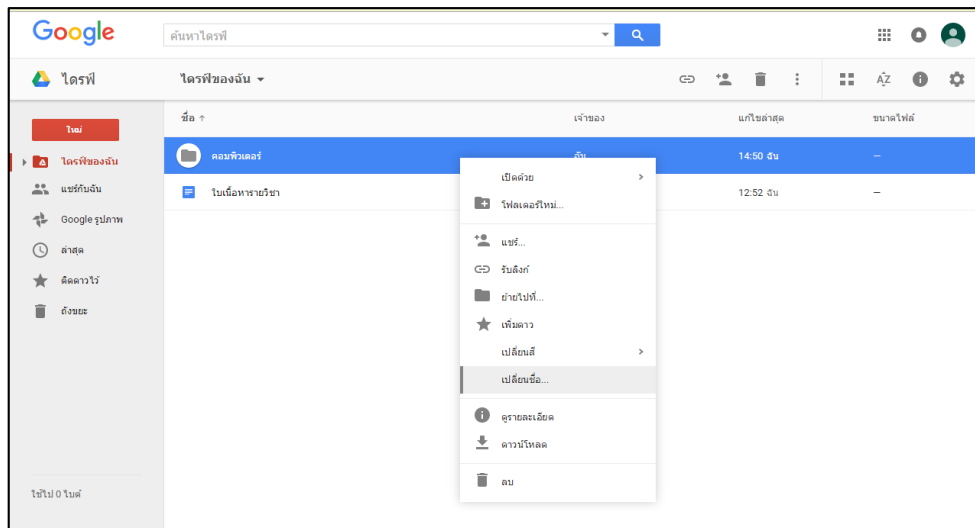 Google
ค้นหาไดรฟ์
ไดรฟ์
ไดรฟ์ของฉัน
AZ
ใหม่
ไดรฟ์ของฉัน
แชร์กับฉัน
Google รูปภาพ
ล่าสุด
ติดดาวไว้
ถังขยะ
ใช้ไป 0 ไบต์
ชื่อ ↑ เจ้าของ แก้ไขล่าสุด ขนาดไฟล์
คอมพิวเตอร์ ฉัน 14:50 ฉัน —
ใบเนื้อหารายวิชา 12:52 ฉัน —
เปิดด้วย
โฟลเดอร์ใหม่...
แชร์...
รับลิงก์
ย้ายไปที่...
เพิ่มดาว
เปลี่ยนสี
เปลี่ยนชื่อ...
ดูรายละเอียด
ดาวน์โหลด
ลบ